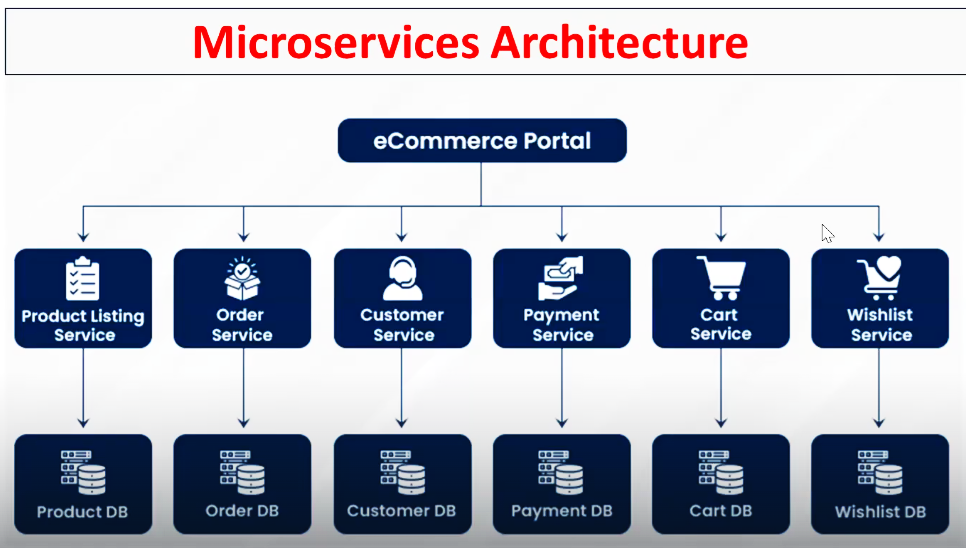 Microservices Architecture
eCommerce Portal
Product Listing
Service
Order
Service
Customer
Service
Payment
Service
Cart
Service
Wishlist
Service
Product DB
Order DB
Customer DB
Payment DB
Cart DB
Wishlist DB